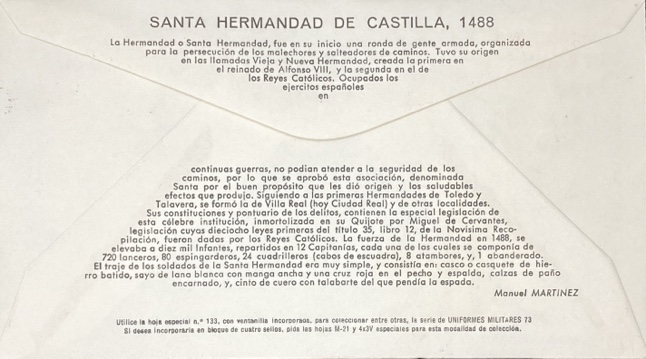 SANTA HERMANDAD DE CASTILLA, 1488
La Hermandad o Santa Hermandad, fue en su inicio una ronda de gente armada, organizada
para la persecución de los malechores y salteadores de caminos. Tuvo su origen
en las llamadas Vieja y Nueva Hermandad, creada la primera en
el reinado de Alfonso VIII, y la segunda en el de
los Reyes Católicos. Ocupados los
ejercitos españoles
en
continuas guerras, no podian atender a la seguridad de los
caminos, por lo que se aprobó esta asociación, denominada
Santa por el buen propósito que les dió origen y los saludables
efectos que produjo. Siguiendo a las primeras Hermandades de Toledo y
Talavera, se formó la de Villa Real (hoy Ciudad Real) y de otras localidades.
Sus constituciones y pontuario de los delitos, contienen la especial legislación de
esta célebre institución, inmortolizada en su Quijote por Miguel de Cervantes,
legislación cuyas dieciocho leyes primeras del título 35, libro 12, de la Novísima Reco-
pilación, fueron dadas por los Reyes Católicos. La fuerza de la Hermandad en 1488, se
elevaba a diez mil Infantes, repartidos en 12 Capitanías, cada una de los cuales se componía de
720 lanceros, 80 espingarderos, 24 cuadrilleros (cabos de escuadra), 8 atambores, y, 1 abanderado.
El traje de los soldados de la Santa Hermandad era muy simple, y consistía en: casco o casquete de hie-
rro batido, sayo de lana blanca con manga ancha y una cruz roja en el pecho y espalda, calzas de paño
encarnado, y, cinto de cuero con talabarte del que pendía la espada.
Manuel MARTINEZ
Utilice la hoja especial n.º 133, con ventanilla incorporaos, para coleccionar entre otras, la serie de UNIFORMES MILITARES 73
Si desea incorporarla en bloque de cuatro sellos, pida las hojas M-21 y 4x3V especiales para esta modalidad de colección.